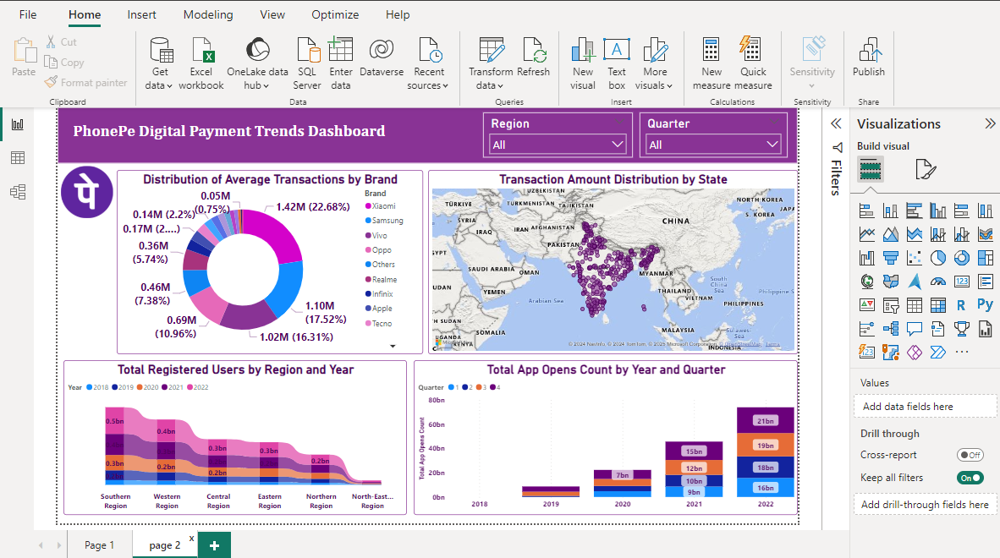 File Home Insert Modeling View Optimize Help
Paste
Cut
Copy
Format painter
Clipboard
Get data
Excel workbook
OneLake data hub
SQL Server
Enter data
Dataverse
Recent sources
Data
Transform data
Refresh
Queries
New visual
A
Text box
More visuals
Insert
New measure
Quick measure
Calculations
Sensitivity
Sensitivity
Publish
Share
PhonePe Digital Payment Trends Dashboard
Region
All
Quarter
All
पे
Distribution of Average Transactions by Brand
0.05M
(0.75%)
0.14M (2.2%)
0.17M (2....)
0.36M
(5.74%)
0.46M
(7.38%)
0.69M
(10.96%)
1.42M (22.68%)
1.10M
(17.52%)
1.02M (16.31%)
Brand
Xiaomi
Samsung
Vivo
Oppo
Others
Realme
Infinix
Apple
Tecno
Transaction Amount Distribution by State
UZBEKISTAN
NORTH KOREA
TÜRKIYE
TURKMENISTAN
TAJIKISTAN
S. KOREA
SYRIA
CHINA
IRAQ
IRAN
AFGHANISTAN
PAKISTAN
SAUDI ARABIA
OMAN
MYANMAR
YEMEN
Arabian Sea
THAILAND
VIETNAM
South
China
Sea
PHILIPPINES
SOMALIA
UGANDA
KENYA
MALAYSIA
Sulawesi
Sea
INDONESIA
© 2024 NavInfo, © 2024 TomTom, © 2025 Microsoft Corporation, © OpenStreetMap Terms
Total Registered Users by Region and Year
Year 2018 2019 2020 2021 2022
0.5bn
0.3bn
0.4bn
0.2bn
0.3bn
0.2bn
0.3bn
0.2bn
Southern
Region
Western
Region
Central
Region
Eastern
Region
Northern
Region
North-East...
Region
Total App Opens Count by Year and Quarter
Quarter 1 2 3 4
Total App Opens Count
80bn
60bn
40bn
20bn
0bn
7bn
15bn
12bn
10bn
9bn
21bn
19bn
18bn
16bn
2018 2019 2020 2021 2022
Filters
Visualizations
Build visual
123
R
Py
123
...
Values
Add data fields here
Drill through
Cross-report
Off
Keep all filters
On
Add drill-through fields here
Page 1
page 2
x
+